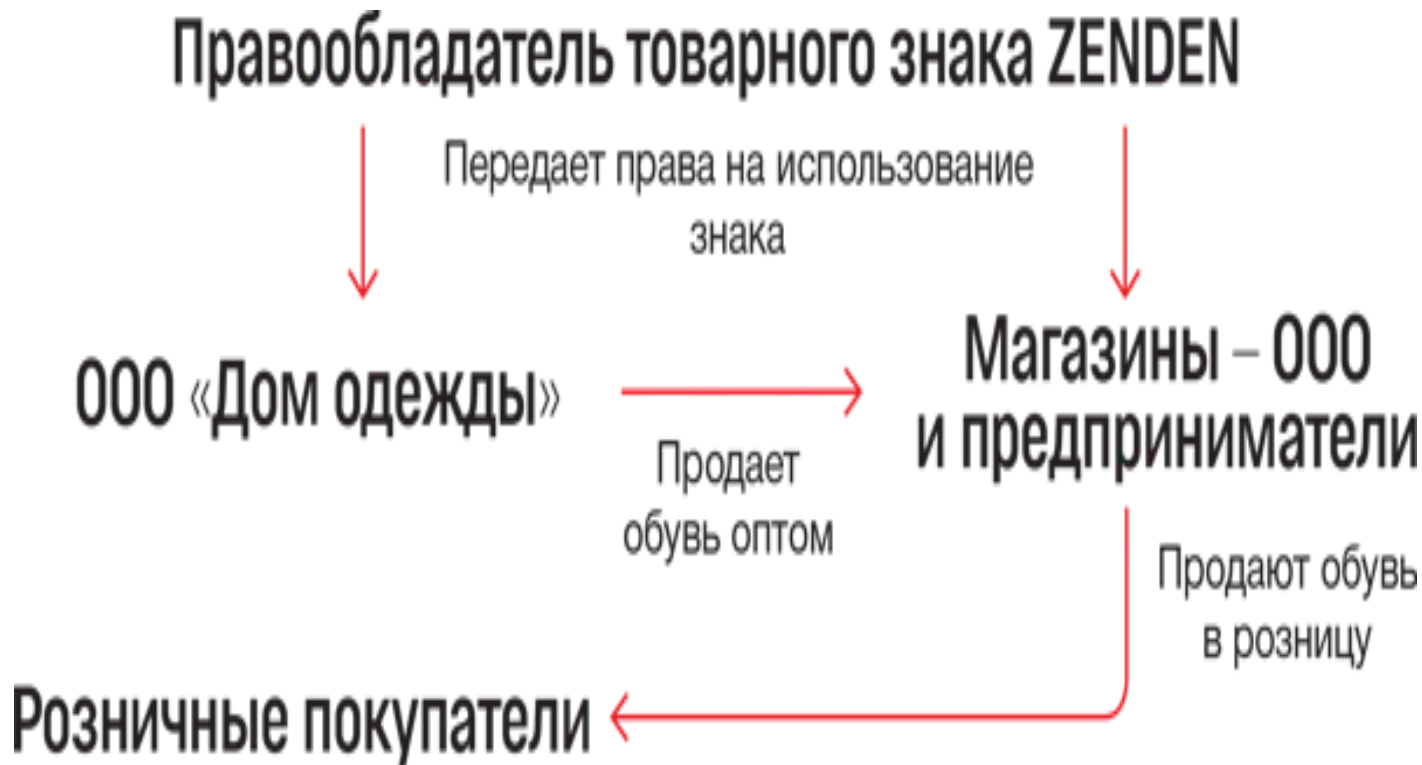 Правообладатель товарного знака ZENDEN
Передает права на использование
знака
ООО «Дом одежды»
Магазины – ООО
и предприниматели
Продает
обувь оптом
Продают обувь
в розницу
Розничные покупатели